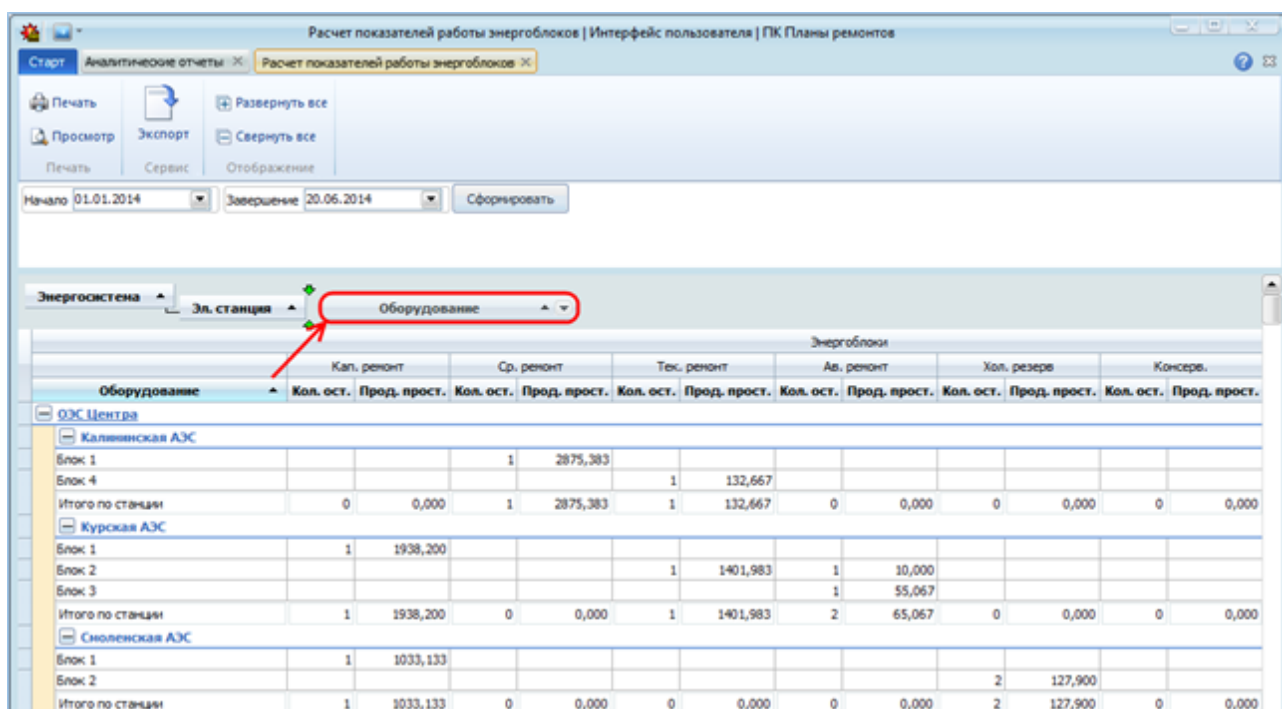 Расчет показателей работы энергоблоков | Интерфейс пользователя | ПК Планы ремонтов
Старт Аналитические отчеты Расчет показателей работы энергоблоков
Печать Экспорт Развернуть все
Просмотр Свернуть все
Печать Сервис Отображение
Начало 01.01.2014 Завершение 20.06.2014 Сформировать
Энергосистема Эл. станция Оборудование
Энергоблоки
Кап. ремонт Ср. ремонт Тек. ремонт Ав. ремонт Хол. резерв Консерв.
Оборудование Кол. ост. Прод. прост. Кол. ост. Прод. прост. Кол. ост. Прод. прост. Кол. ост. Прод. прост. Кол. ост. Прод. прост. Кол. ост. Прод. прост.
ОЭС Центра
Калининская АЭС
Блок 1 1 2875,383
Блок 4 1 132,667
Итого по станции 0 0,000 1 2875,383 1 132,667 0 0,000 0 0,000 0 0,000
Курская АЭС
Блок 1 1 1938,200
Блок 2 1 1401,983 1 10,000
Блок 3 1 55,067
Итого по станции 1 1938,200 0 0,000 1 1401,983 2 65,067 0 0,000 0 0,000
Смоленская АЭС
Блок 1 1 1033,133
Блок 2 2 127,900
Итого по станции 1 1033,133 0 0,000 0 0,000 0 0,000 2 127,900 0 0,000